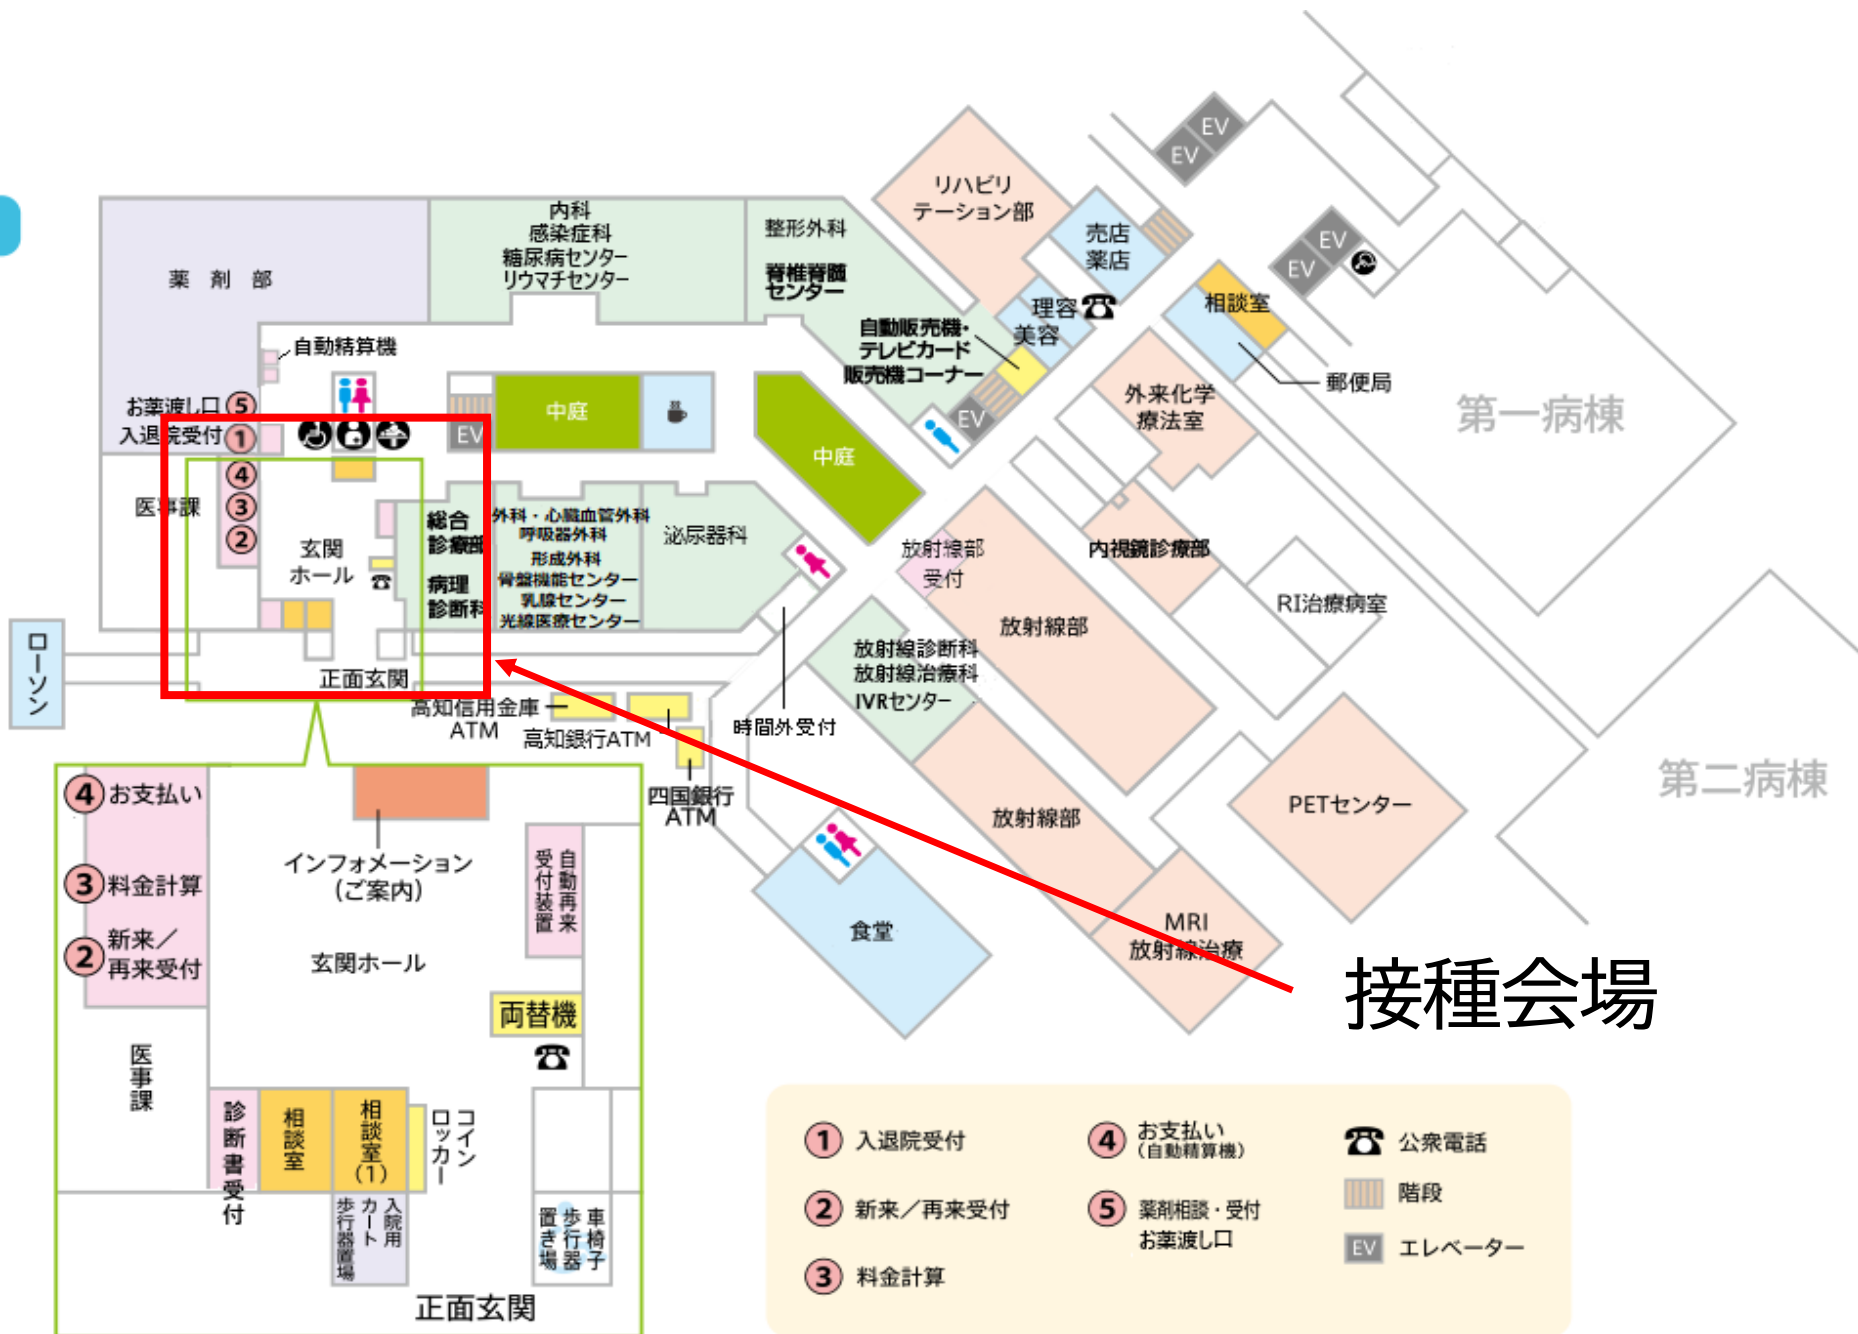 内科
感染症科
糖尿病センター
リウマチセンター
整形外科
脊椎脊髄
センター
リハビリ
テーション部
売店
薬店
EV
EV
EV
EV
相談室
郵便局
理容
美容
自動販売機・
テレビカード
販売機コーナー
EV
薬剤部
自動精算機
お薬渡し口 5
入退院受付 1
4
3
2
医事課
玄関
ホール
EV
中庭
中庭
総合
診療部
病理
診断科
外科・心臓血管外科
呼吸器外科
形成外科
骨盤機能センター
乳腺センター
光線医療センター
泌尿器科
外来化学
療法室
第一病棟
内視鏡診療部
RI治療病室
放射線部
受付
放射線部
放射線診断科
放射線治療科
IVRセンター
ローソン
正面玄関
高知信用金庫
ATM
高知銀行ATM
四国銀行
ATM
時間外受付
放射線部
PETセンター
第二病棟
MRI
放射線治療
食堂
接種会場
4 お支払い
3 料金計算
2 新来／
再来受付
インフォメーション
(ご案内)
自動再来
受付装置
玄関ホール
両替機
医事課
診断書受付
相談室
相談室
(1)
コイン
ロッカー
入院用
カート
歩行器置場
車椅子
歩行器
置き場
正面玄関
1 入退院受付
2 新来／再来受付
3 料金計算
4 お支払い
(自動精算機)
5 薬剤相談・受付
お薬渡し口
公衆電話
階段
EV エレベーター